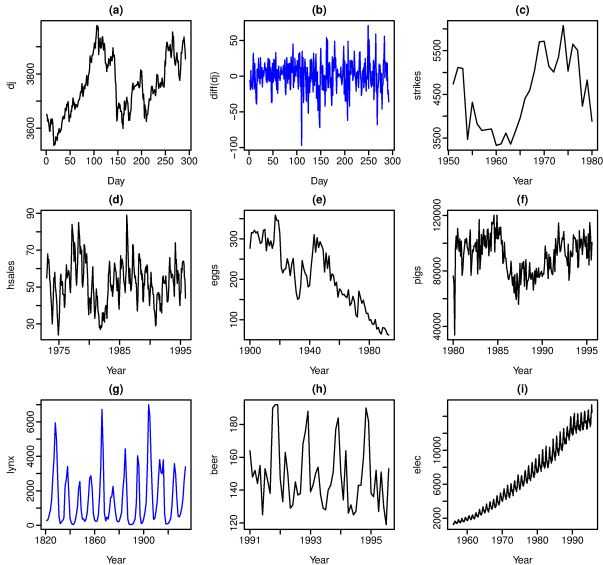 (a)
(b)
(c)
dj
3600 3800
0 50 100 150 200 250 300
Day
diff(dj)
-100 -50 0 50
0 50 100 150 200 250 300
Day
strikes
3500 4500 5500
1950 1960 1970 1980
Year
(d)
(e)
(f)
hsales
30 50 70 90
1975 1985 1995
Year
eggs
100 200 300
1900 1940 1980
Year
pigs
40000 80000 120000
1980 1985 1990 1995
Year
(g)
(h)
(i)
lynx
0 2000 4000 6000
1820 1860 1900
Year
beer
120 140 160 180
1991 1993 1995
Year
elec
2000 6000 10000
1960 1970 1980 1990
Year